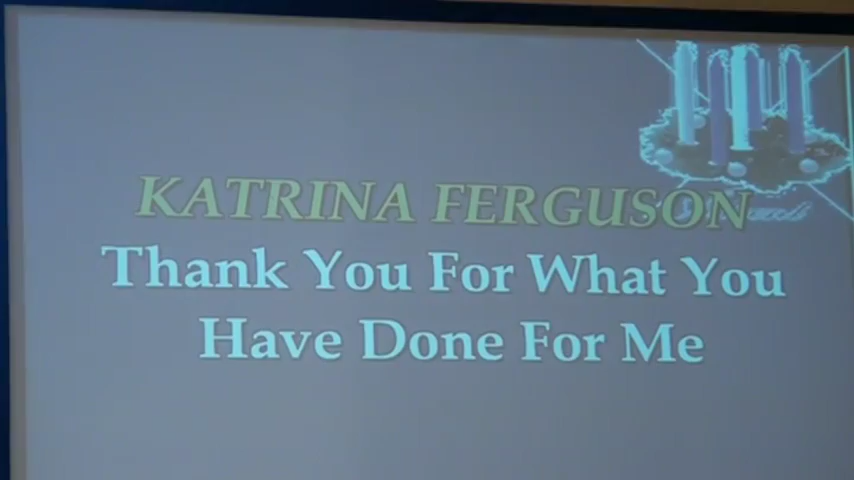 KATRINA FERGUSON
Thank You For What You
Have Done For Me